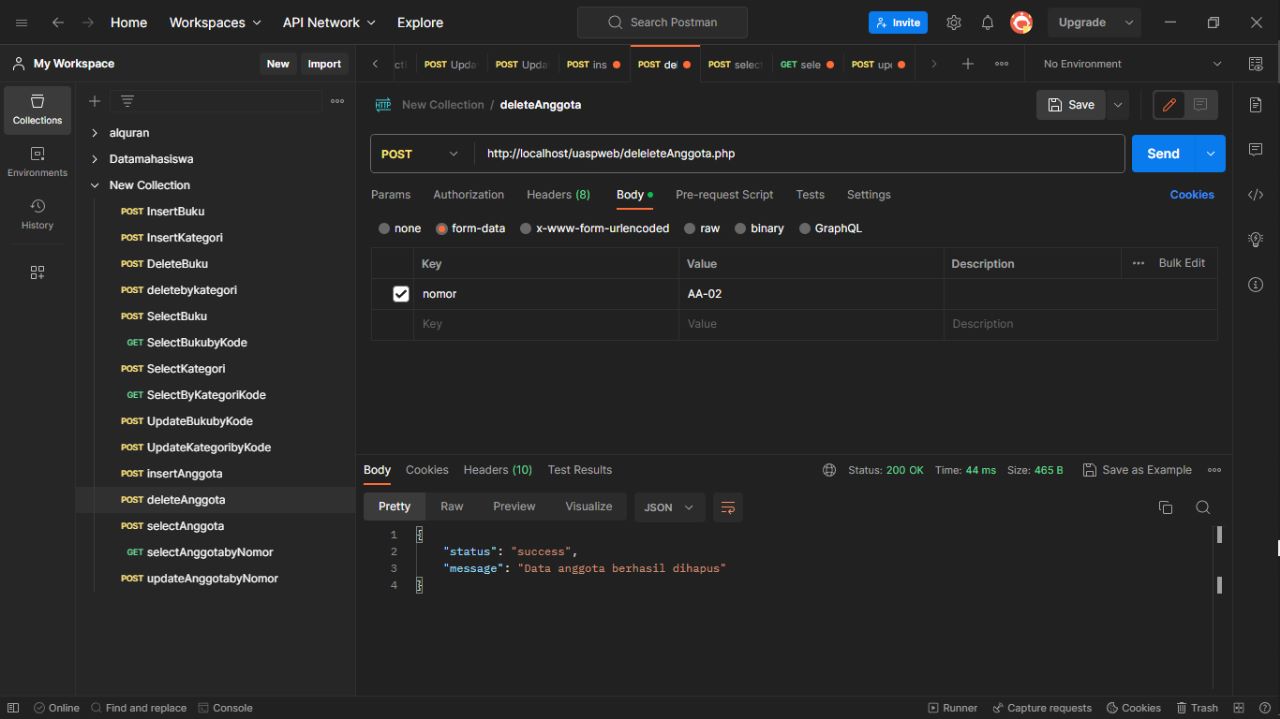 Home Workspaces API Network Explore Search Postman Invite Upgrade
My Workspace New Import POST Upda POST Upda POST ins POST del POST select GET sele POST upd No Environment
Collections
Environments
History
alquran
Datamahasiswa
New Collection
POST InsertBuku
POST InsertKategori
POST DeleteBuku
POST deletebykategori
POST SelectBuku
GET SelectBukubyKode
POST SelectKategori
GET SelectByKategoriKode
POST UpdateBukubyKode
POST UpdateKategoribyKode
POST insertAnggota
POST deleteAnggota
POST selectAnggota
GET selectAnggotabyNomor
POST updateAnggotabyNomor
HTTP New Collection / deleteAnggota Save
POST http://localhost/uaspweb/deleleteAnggota.php Send
Params Authorization Headers (8) Body Pre-request Script Tests Settings Cookies
none form-data x-www-form-urlencoded raw binary GraphQL
Key Value Description Bulk Edit
nomor AA-02
Key Value Description
Body Cookies Headers (10) Test Results Status: 200 OK Time: 44 ms Size: 465 B Save as Example
Pretty Raw Preview Visualize JSON
1 {
2 "status": "success",
3 "message": "Data anggota berhasil dihapus"
4 }
Online Find and replace Console Runner Capture requests Cookies Trash